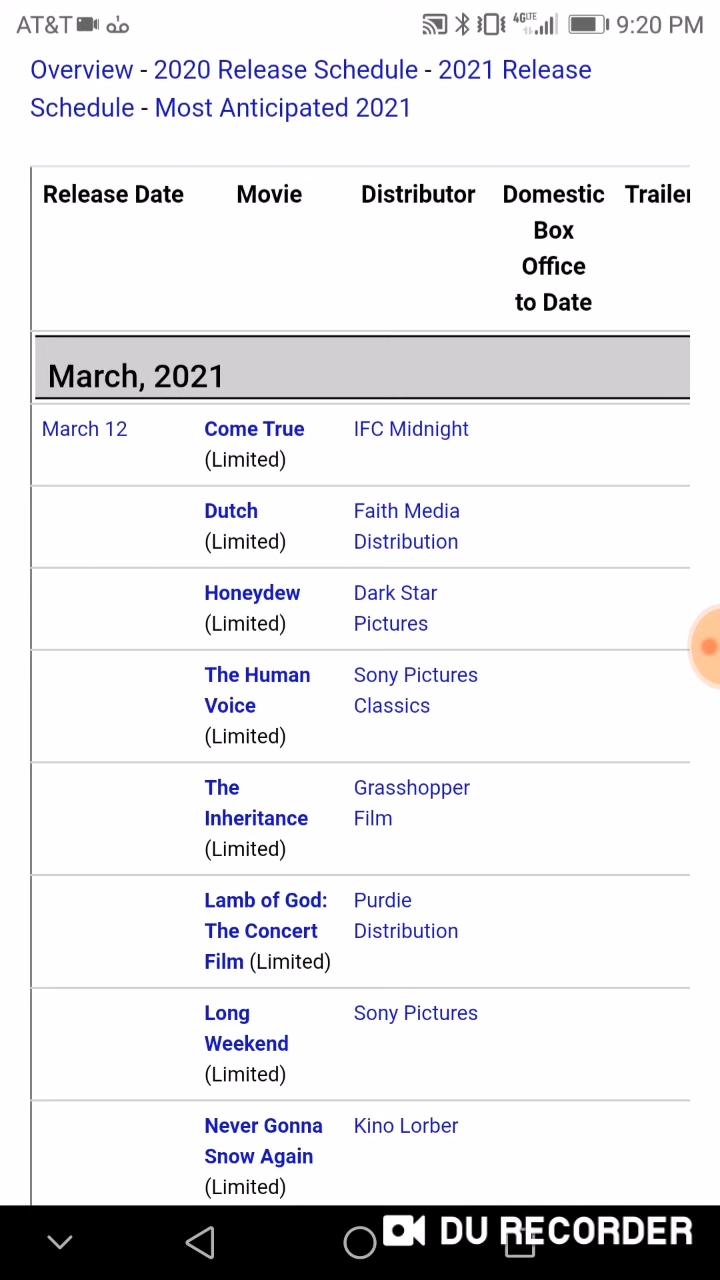 AT&T 4G LTE 9:20 PM
Overview - 2020 Release Schedule - 2021 Release
Schedule - Most Anticipated 2021
Release Date Movie Distributor Domestic Trailer
Box
Office
to Date
March, 2021
March 12 Come True IFC Midnight
(Limited)
Dutch Faith Media
(Limited) Distribution
Honeydew Dark Star
(Limited) Pictures
The Human Sony Pictures
Voice Classics
(Limited)
The Grasshopper
Inheritance Film
(Limited)
Lamb of God: Purdie
The Concert Distribution
Film (Limited)
Long Sony Pictures
Weekend
(Limited)
Never Gonna Kino Lorber
Snow Again
(Limited)
DU RECORDER